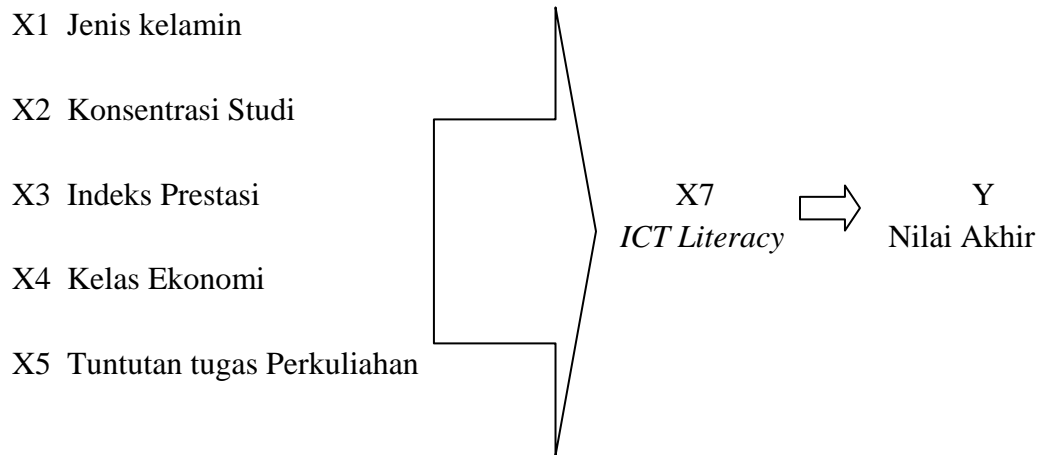 X1 Jenis kelamin
X2 Konsentrasi Studi
X3 Indeks Prestasi
X4 Kelas Ekonomi
X5 Tuntutan tugas Perkuliahan
X7
ICT Literacy
Y
Nilai Akhir